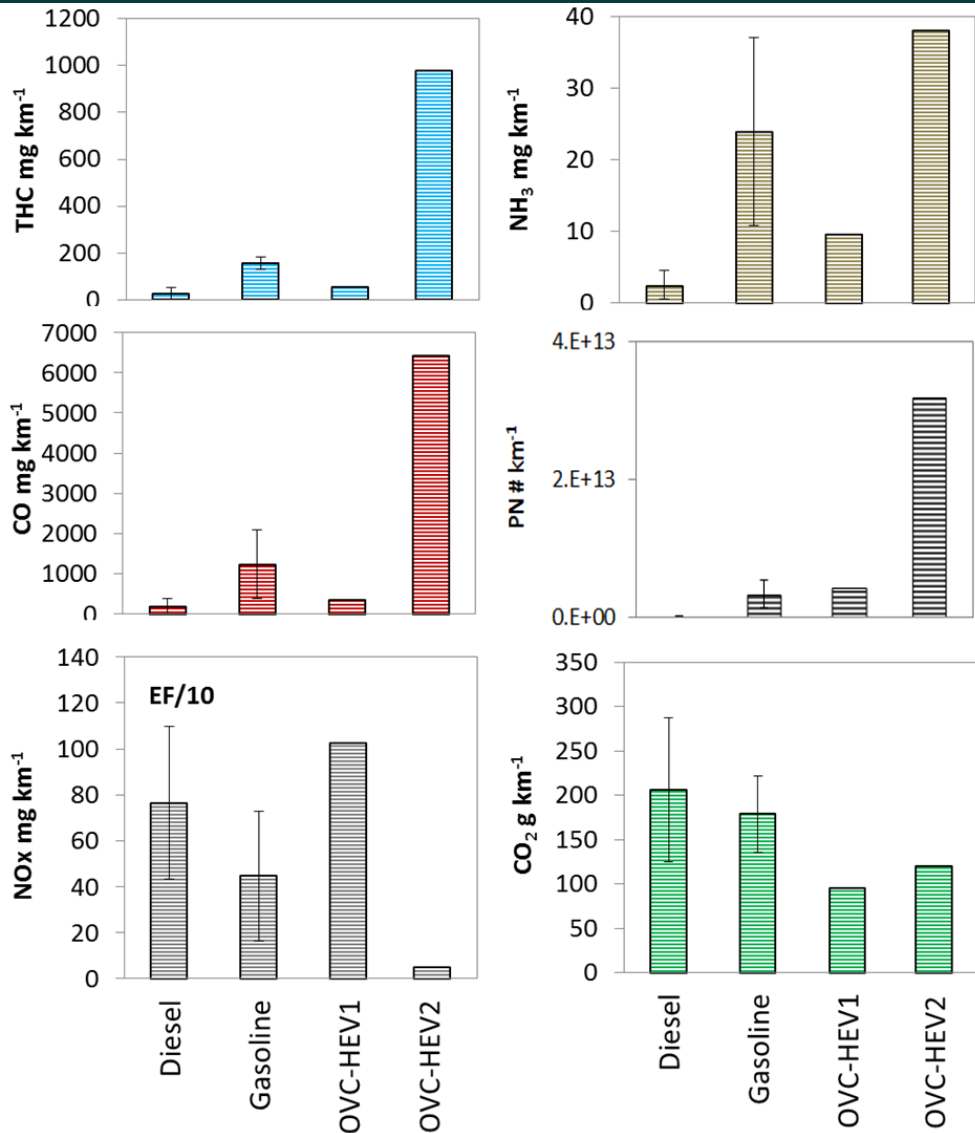 THC mg km⁻¹
1200
1000
800
600
400
200
0
NH₃ mg km⁻¹
40
30
20
10
0
CO mg km⁻¹
7000
6000
5000
4000
3000
2000
1000
0
PN # km⁻¹
4.E+13
2.E+13
0.E+00
NOx mg km⁻¹
140
120
100
80
60
40
20
0
EF/10
Diesel
Gasoline
OVC-HEV1
OVC-HEV2
CO₂ g km⁻¹
350
300
250
200
150
100
50
0
Diesel
Gasoline
OVC-HEV1
OVC-HEV2